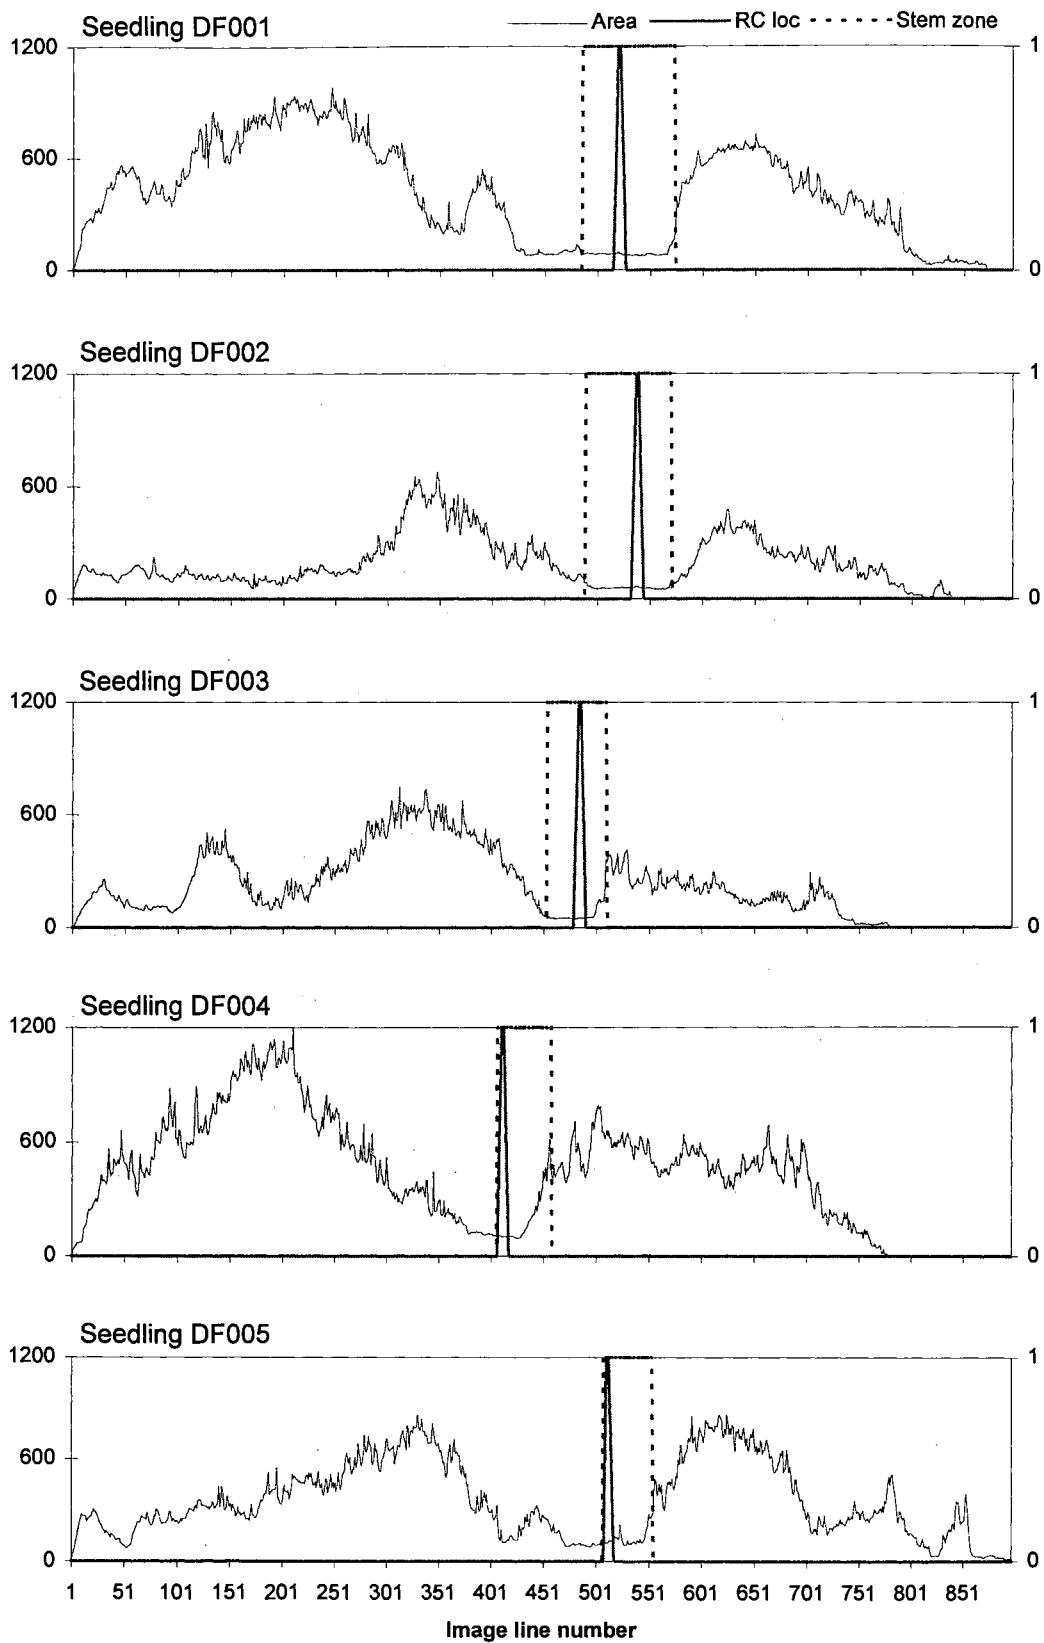 Seedling DF001
Area RC loc Stem zone
1200 1
600
0 0
Seedling DF002
1200 1
600
0 0
Seedling DF003
1200 1
600
0 0
Seedling DF004
1200 1
600
0 0
Seedling DF005
1200 1
600
0 0
1 51 101 151 201 251 301 351 401 451 501 551 601 651 701 751 801 851
Image line number